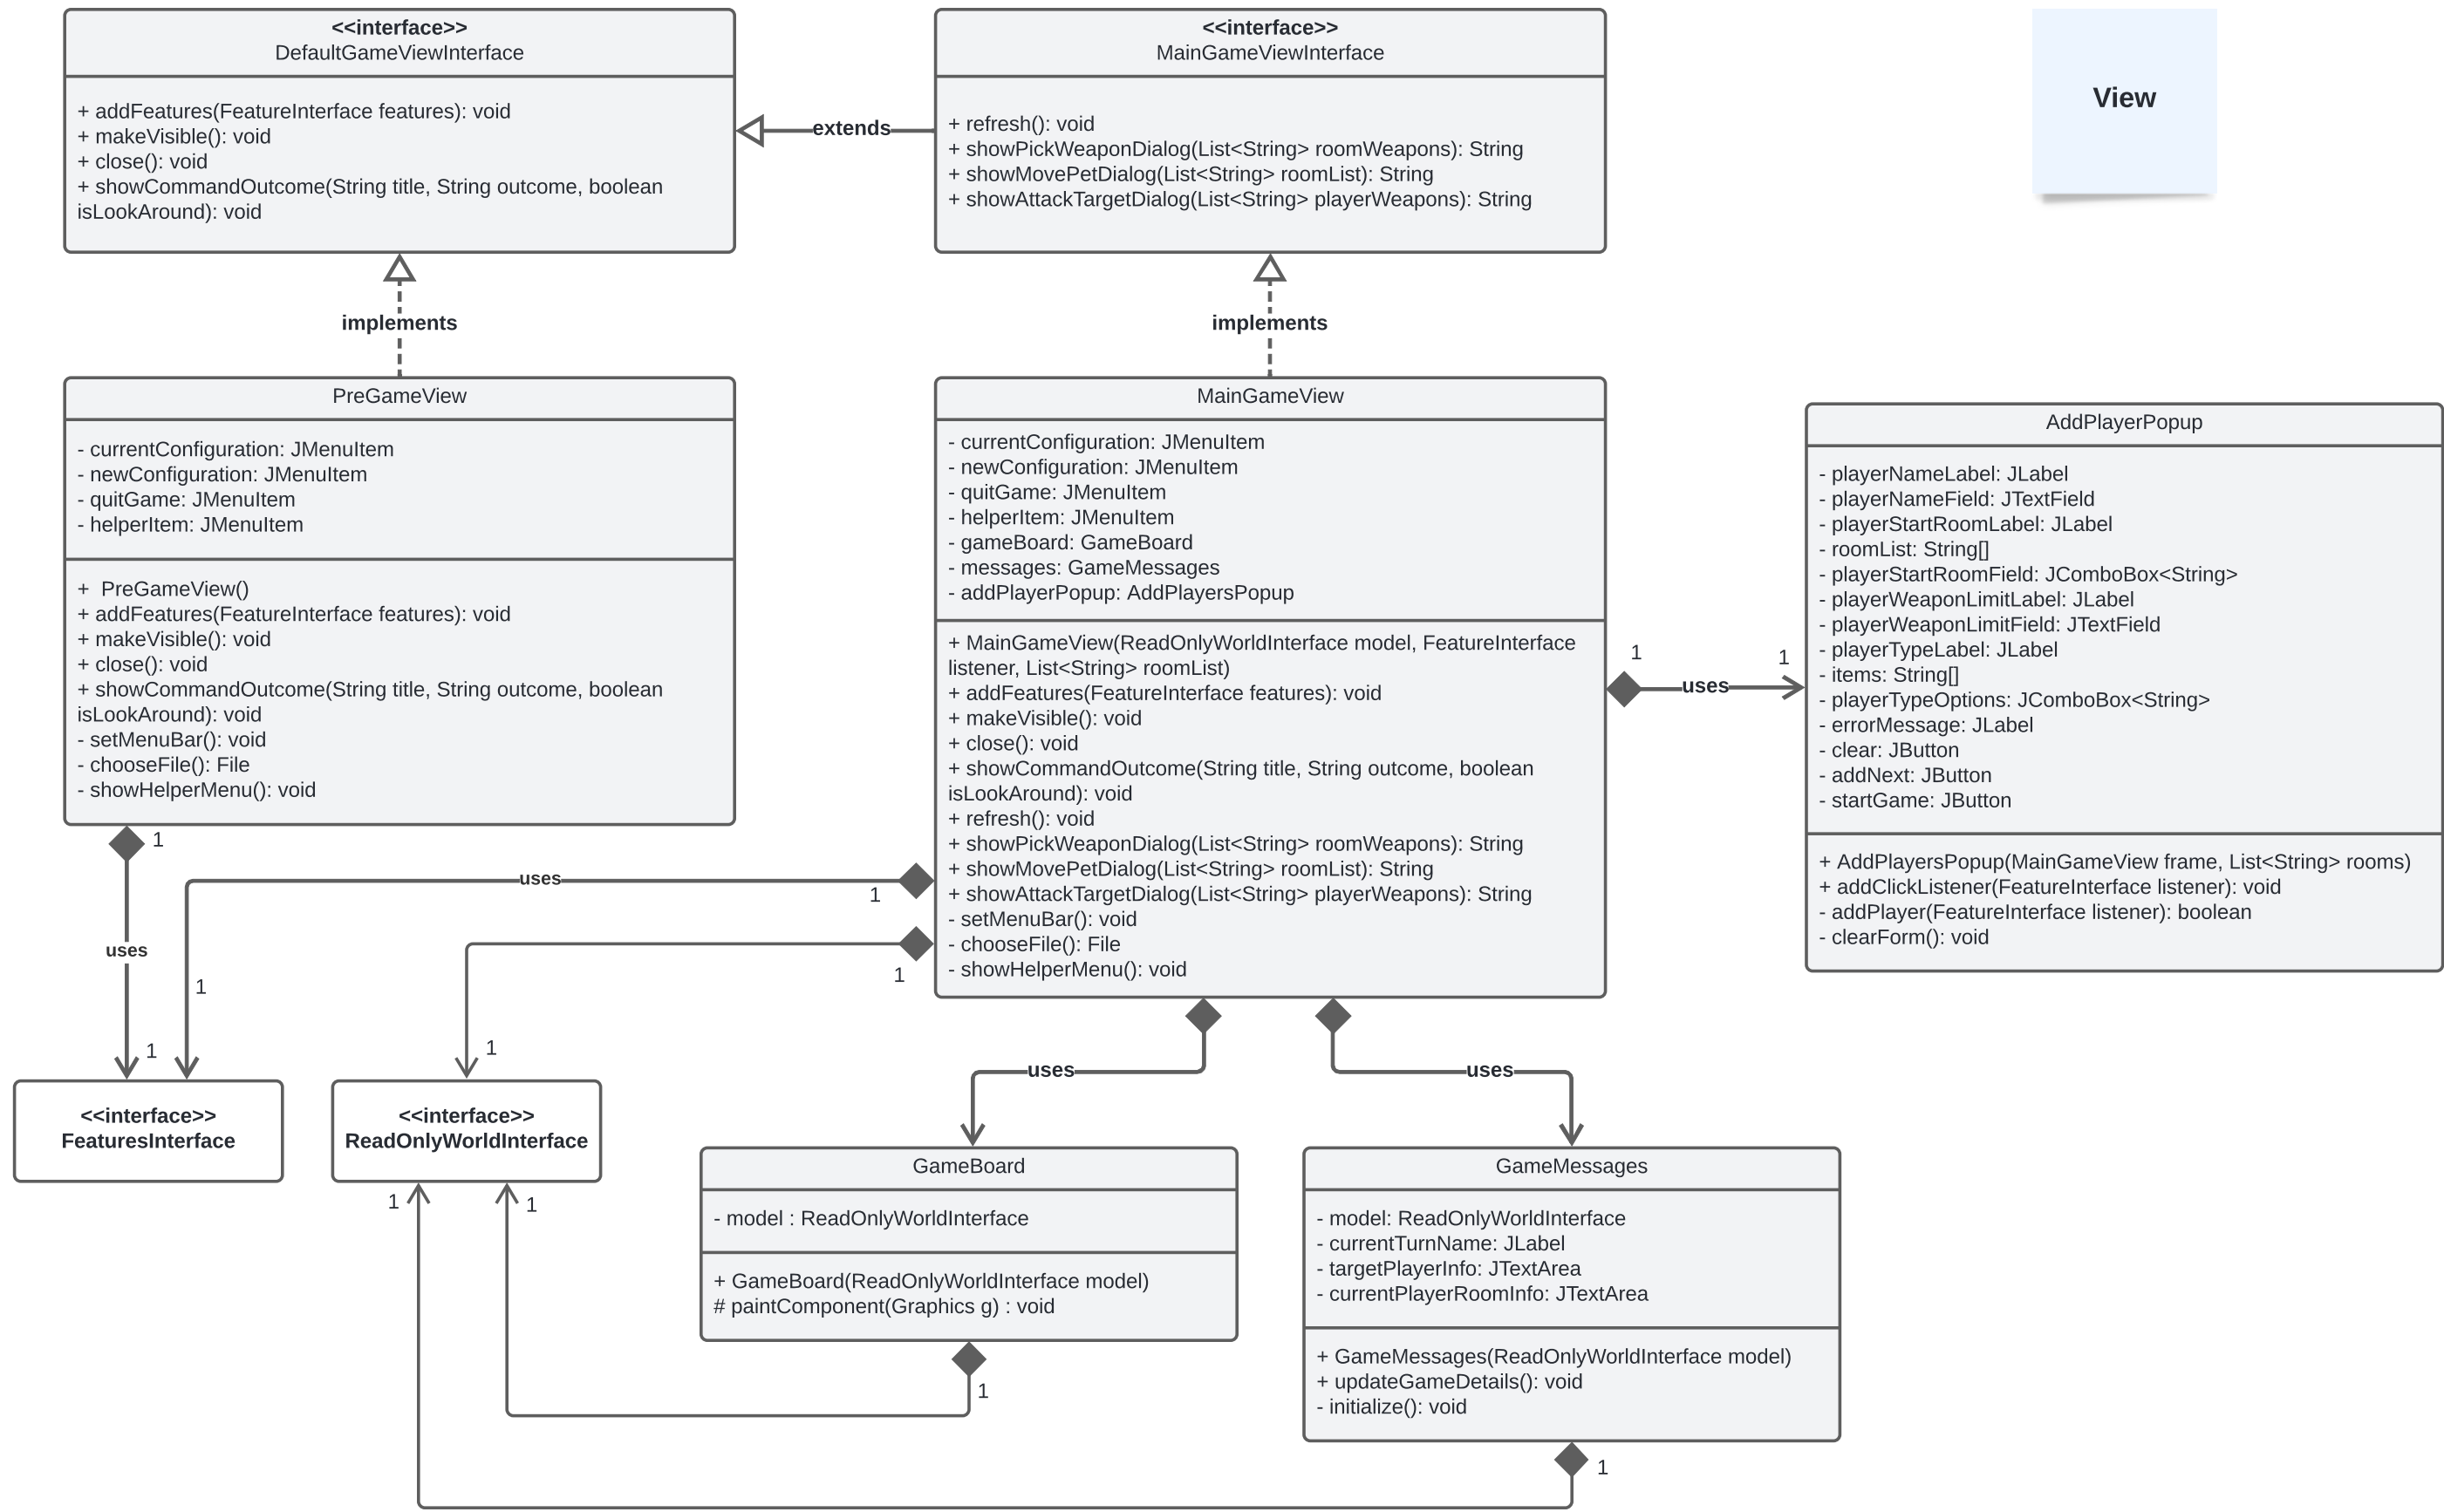 <<interface>>
DefaultGameViewInterface
+ addFeatures(FeatureInterface features): void
+ makeVisible(): void
+ close(): void
+ showCommandOutcome(String title, String outcome, boolean
isLookAround): void
extends
<<interface>>
MainGameViewInterface
+ refresh(): void
+ showPickWeaponDialog(List<String> roomWeapons): String
+ showMovePetDialog(List<String> roomList): String
+ showAttackTargetDialog(List<String> playerWeapons): String
View
implements
implements
PreGameView
- currentConfiguration: JMenuItem
- newConfiguration: JMenuItem
- quitGame: JMenuItem
- helperItem: JMenuItem
+  PreGameView()
+ addFeatures(FeatureInterface features): void
+ makeVisible(): void
+ close(): void
+ showCommandOutcome(String title, String outcome, boolean
isLookAround): void
- setMenuBar(): void
- chooseFile(): File
- showHelperMenu(): void
MainGameView
- currentConfiguration: JMenuItem
- newConfiguration: JMenuItem
- quitGame: JMenuItem
- helperItem: JMenuItem
- gameBoard: GameBoard
- messages: GameMessages
- addPlayerPopup: AddPlayersPopup
+ MainGameView(ReadOnlyWorldInterface model, FeatureInterface
listener, List<String> roomList)
+ addFeatures(FeatureInterface features): void
+ makeVisible(): void
+ close(): void
+ showCommandOutcome(String title, String outcome, boolean
isLookAround): void
+ refresh(): void
+ showPickWeaponDialog(List<String> roomWeapons): String
+ showMovePetDialog(List<String> roomList): String
+ showAttackTargetDialog(List<String> playerWeapons): String
- setMenuBar(): void
- chooseFile(): File
- showHelperMenu(): void
1
uses
1
AddPlayerPopup
- playerNameLabel: JLabel
- playerNameField: JTextField
- playerStartRoomLabel: JLabel
- roomList: String[]
- playerStartRoomField: JComboBox<String>
- playerWeaponLimitLabel: JLabel
- playerWeaponLimitField: JTextField
- playerTypeLabel: JLabel
- items: String[]
- playerTypeOptions: JComboBox<String>
- errorMessage: JLabel
- clear: JButton
- addNext: JButton
- startGame: JButton
+ AddPlayersPopup(MainGameView frame, List<String> rooms)
+ addClickListener(FeatureInterface listener): void
- addPlayer(FeatureInterface listener): boolean
- clearForm(): void
1
uses
1
uses
1
1
1
1
1
uses
uses
<<interface>>
FeaturesInterface
<<interface>>
ReadOnlyWorldInterface
1
1
GameBoard
- model : ReadOnlyWorldInterface
+ GameBoard(ReadOnlyWorldInterface model)
# paintComponent(Graphics g) : void
1
GameMessages
- model: ReadOnlyWorldInterface
- currentTurnName: JLabel
- targetPlayerInfo: JTextArea
- currentPlayerRoomInfo: JTextArea
+ GameMessages(ReadOnlyWorldInterface model)
+ updateGameDetails(): void
- initialize(): void
1